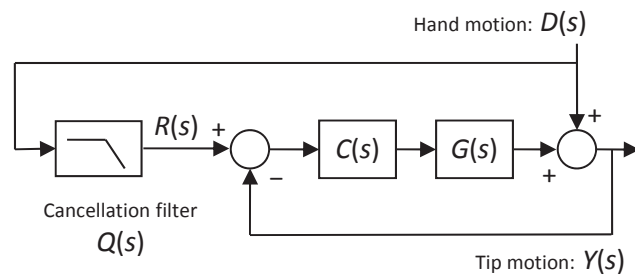 Hand motion: D(s)
+
R(s)
+
−
C(s)
G(s)
+
Cancellation filter
Q(s)
Tip motion: Y(s)